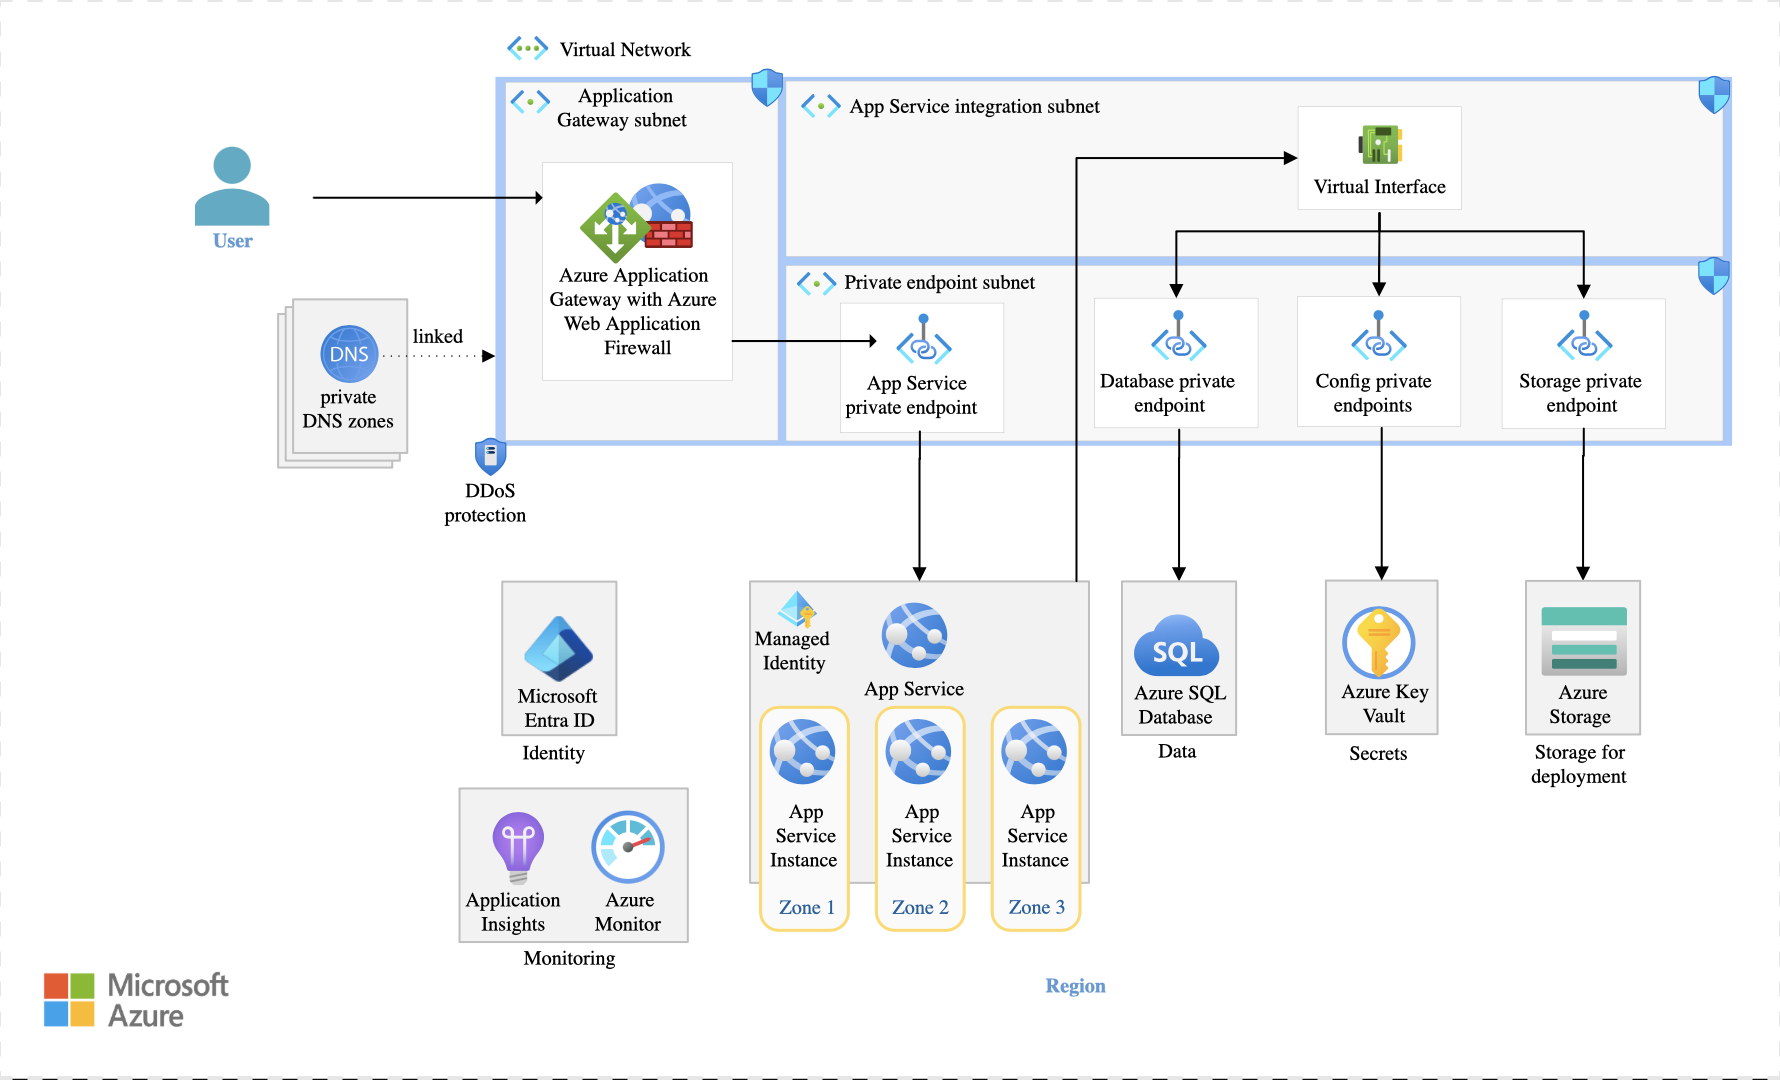 Virtual Network
Application
Gateway subnet
App Service integration subnet
Virtual Interface
User
Azure Application
Gateway with Azure
Web Application
Firewall
Private endpoint subnet
App Service
private endpoint
Database private
endpoint
Config private
endpoints
Storage private
endpoint
DNS
linked
private
DNS zones
DDoS
protection
Microsoft
Entra ID
Identity
Managed
Identity
App Service
App
Service
Instance
Zone 1
App
Service
Instance
Zone 2
App
Service
Instance
Zone 3
SQL
Azure SQL
Database
Data
Azure Key
Vault
Secrets
Azure
Storage
Storage for
deployment
Application
Insights
Azure
Monitor
Monitoring
Region
Microsoft
Azure